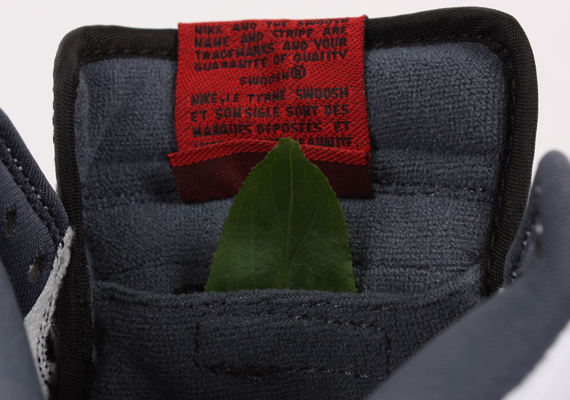 NIKE AND THE SWOOSH
NAME AND STRIPE ARE
TRADEMARKS AND YOUR
GUARANTEE OF QUALITY
SWOOSH®
NIKE, LE TERME SWOOSH
ET SON SIGLE SONT DES
MARQUES DEPOSEES ET